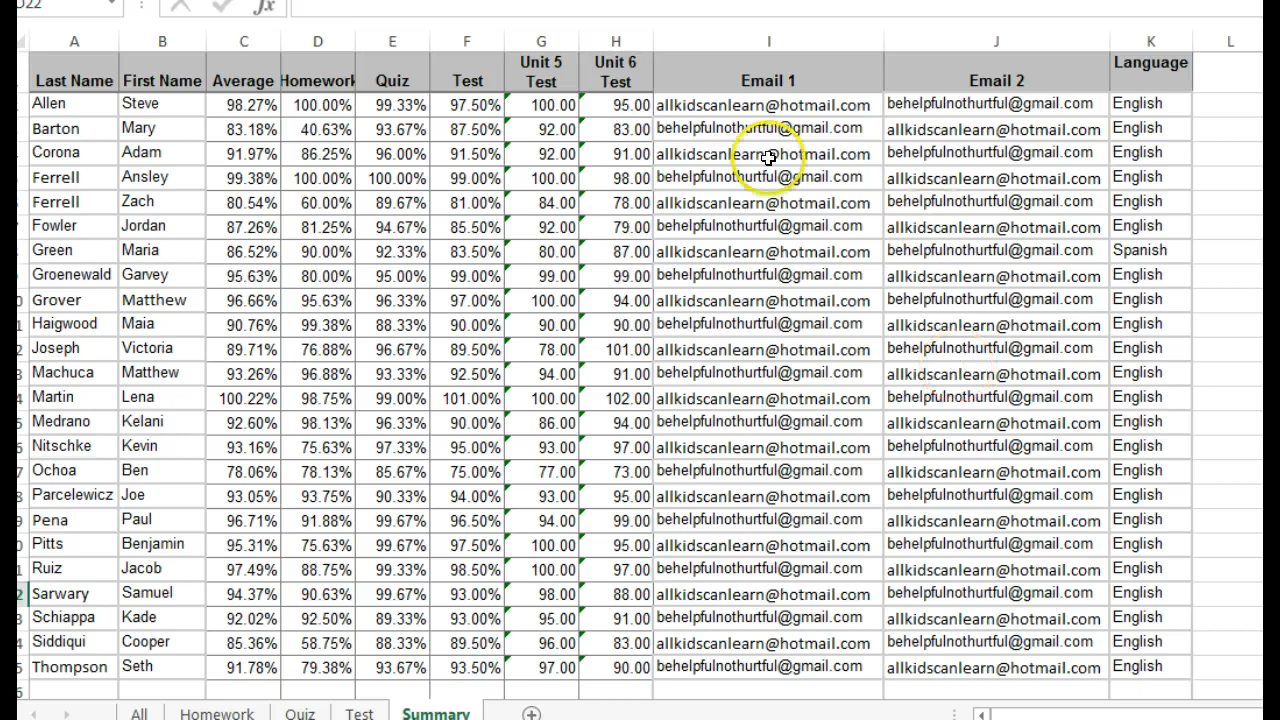 fx
A B C D E F G H I J K L
Last Name First Name Average Homework Quiz Test Unit 5 Test Unit 6 Test Email 1 Email 2 Language
Allen Steve 98.27% 100.00% 99.33% 97.50% 100.00 95.00 allkidscanlearn@hotmail.com behelpfulnothurtful@gmail.com English
Barton Mary 83.18% 40.63% 93.67% 87.50% 92.00 83.00 behelpfulnothurtful@gmail.com allkidscanlearn@hotmail.com English
Corona Adam 91.97% 86.25% 96.00% 91.50% 92.00 91.00 allkidscanlearn@hotmail.com behelpfulnothurtful@gmail.com English
Ferrell Ansley 99.38% 100.00% 100.00% 99.00% 100.00 98.00 behelpfulnothurtful@gmail.com allkidscanlearn@hotmail.com English
Ferrell Zach 80.54% 60.00% 89.67% 81.00% 84.00 78.00 allkidscanlearn@hotmail.com behelpfulnothurtful@gmail.com English
Fowler Jordan 87.26% 81.25% 94.67% 85.50% 92.00 79.00 behelpfulnothurtful@gmail.com allkidscanlearn@hotmail.com English
Green Maria 86.52% 90.00% 92.33% 83.50% 80.00 87.00 allkidscanlearn@hotmail.com behelpfulnothurtful@gmail.com Spanish
Groenewald Garvey 95.63% 80.00% 95.00% 99.00% 99.00 99.00 behelpfulnothurtful@gmail.com allkidscanlearn@hotmail.com English
Grover Matthew 96.66% 95.63% 96.33% 97.00% 100.00 94.00 allkidscanlearn@hotmail.com behelpfulnothurtful@gmail.com English
Haigwood Maia 90.76% 99.38% 88.33% 90.00% 90.00 90.00 behelpfulnothurtful@gmail.com allkidscanlearn@hotmail.com English
Joseph Victoria 89.71% 76.88% 96.67% 89.50% 78.00 101.00 allkidscanlearn@hotmail.com behelpfulnothurtful@gmail.com English
Machuca Matthew 93.26% 96.88% 93.33% 92.50% 94.00 91.00 behelpfulnothurtful@gmail.com allkidscanlearn@hotmail.com English
Martin Lena 100.22% 98.75% 99.00% 101.00% 100.00 102.00 allkidscanlearn@hotmail.com behelpfulnothurtful@gmail.com English
Medrano Kelani 92.60% 98.13% 96.33% 90.00% 86.00 94.00 behelpfulnothurtful@gmail.com allkidscanlearn@hotmail.com English
Nitschke Kevin 93.16% 75.63% 97.33% 95.00% 93.00 97.00 allkidscanlearn@hotmail.com behelpfulnothurtful@gmail.com English
Ochoa Ben 78.06% 78.13% 85.67% 75.00% 77.00 73.00 behelpfulnothurtful@gmail.com allkidscanlearn@hotmail.com English
Parcelewicz Joe 93.05% 93.75% 90.33% 94.00% 93.00 95.00 allkidscanlearn@hotmail.com behelpfulnothurtful@gmail.com English
Pena Paul 96.71% 91.88% 99.67% 96.50% 94.00 99.00 behelpfulnothurtful@gmail.com allkidscanlearn@hotmail.com English
Pitts Benjamin 95.31% 75.63% 99.67% 97.50% 100.00 95.00 allkidscanlearn@hotmail.com behelpfulnothurtful@gmail.com English
Ruiz Jacob 97.49% 88.75% 99.33% 98.50% 100.00 97.00 behelpfulnothurtful@gmail.com allkidscanlearn@hotmail.com English
Sarwary Samuel 94.37% 90.63% 99.67% 93.00% 98.00 88.00 allkidscanlearn@hotmail.com behelpfulnothurtful@gmail.com English
Schiappa Kade 92.02% 92.50% 89.33% 93.00% 95.00 91.00 behelpfulnothurtful@gmail.com allkidscanlearn@hotmail.com English
Siddiqui Cooper 85.36% 58.75% 88.33% 89.50% 96.00 83.00 allkidscanlearn@hotmail.com behelpfulnothurtful@gmail.com English
Thompson Seth 91.78% 79.38% 93.67% 93.50% 97.00 90.00 behelpfulnothurtful@gmail.com allkidscanlearn@hotmail.com English
All Homework Quiz Test Summary